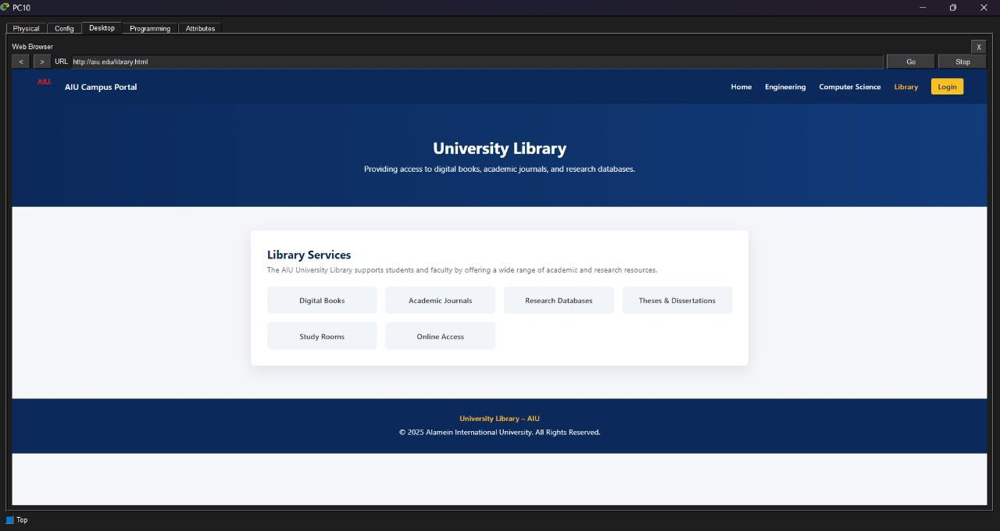 PC10
Physical Config Desktop Programming Attributes
Web Browser
X
< > URL http://aiu.edu/library.html Go Stop
AIU.
AIU Campus Portal Home Engineering Computer Science Library Login
University Library
Providing access to digital books, academic journals, and research databases.
Library Services
The AIU University Library supports students and faculty by offering a wide range of academic and research resources.
Digital Books Academic Journals Research Databases Theses & Dissertations
Study Rooms Online Access
University Library – AIU
© 2025 Alamein International University. All Rights Reserved.
Top